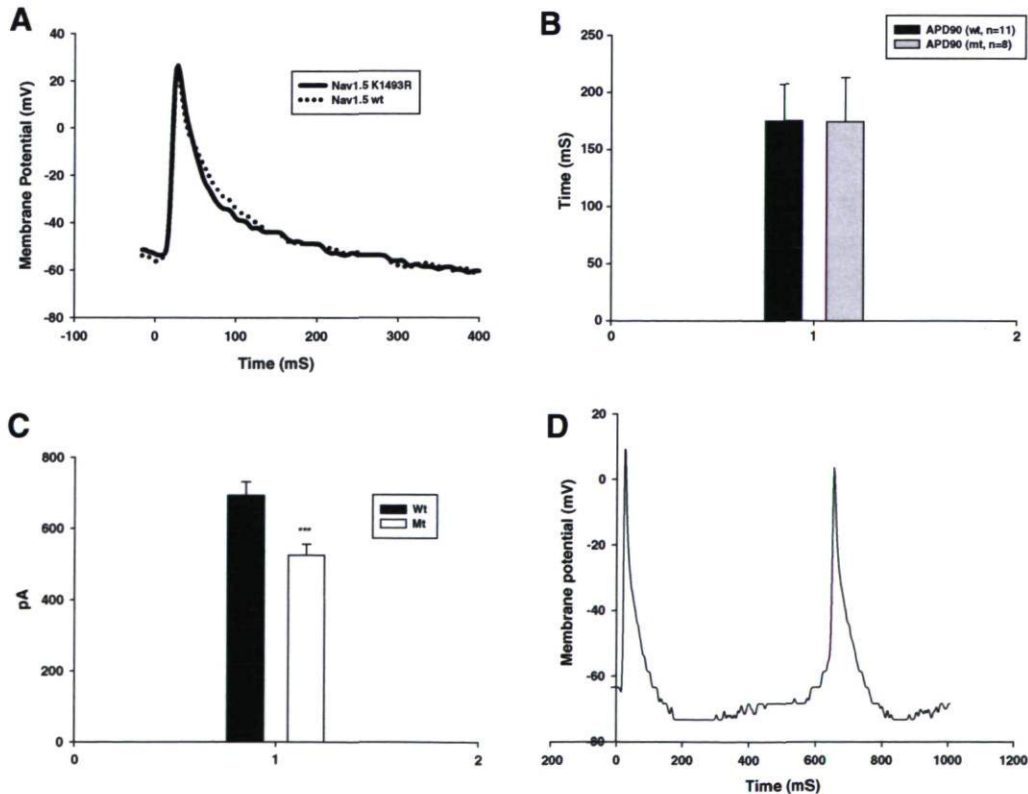 A
Membrane Potential (mV)
60
40
20
0
-20
-40
-60
-80
-100
0
100
200
300
400
Time (mS)
Nav1.5 K1493R
Nav1.5 wt
B
Time (mS)
250
200
150
100
50
0
0
1
2
APD90 (wt, n=11)
APD90 (mt, n=8)
C
pA
800
600
400
200
0
0
1
2
Wt
Mt
***
D
Membrane potential (mV)
20
0
-20
-40
-60
-80
1200
0
200
400
600
800
1000
1200
Time (mS)